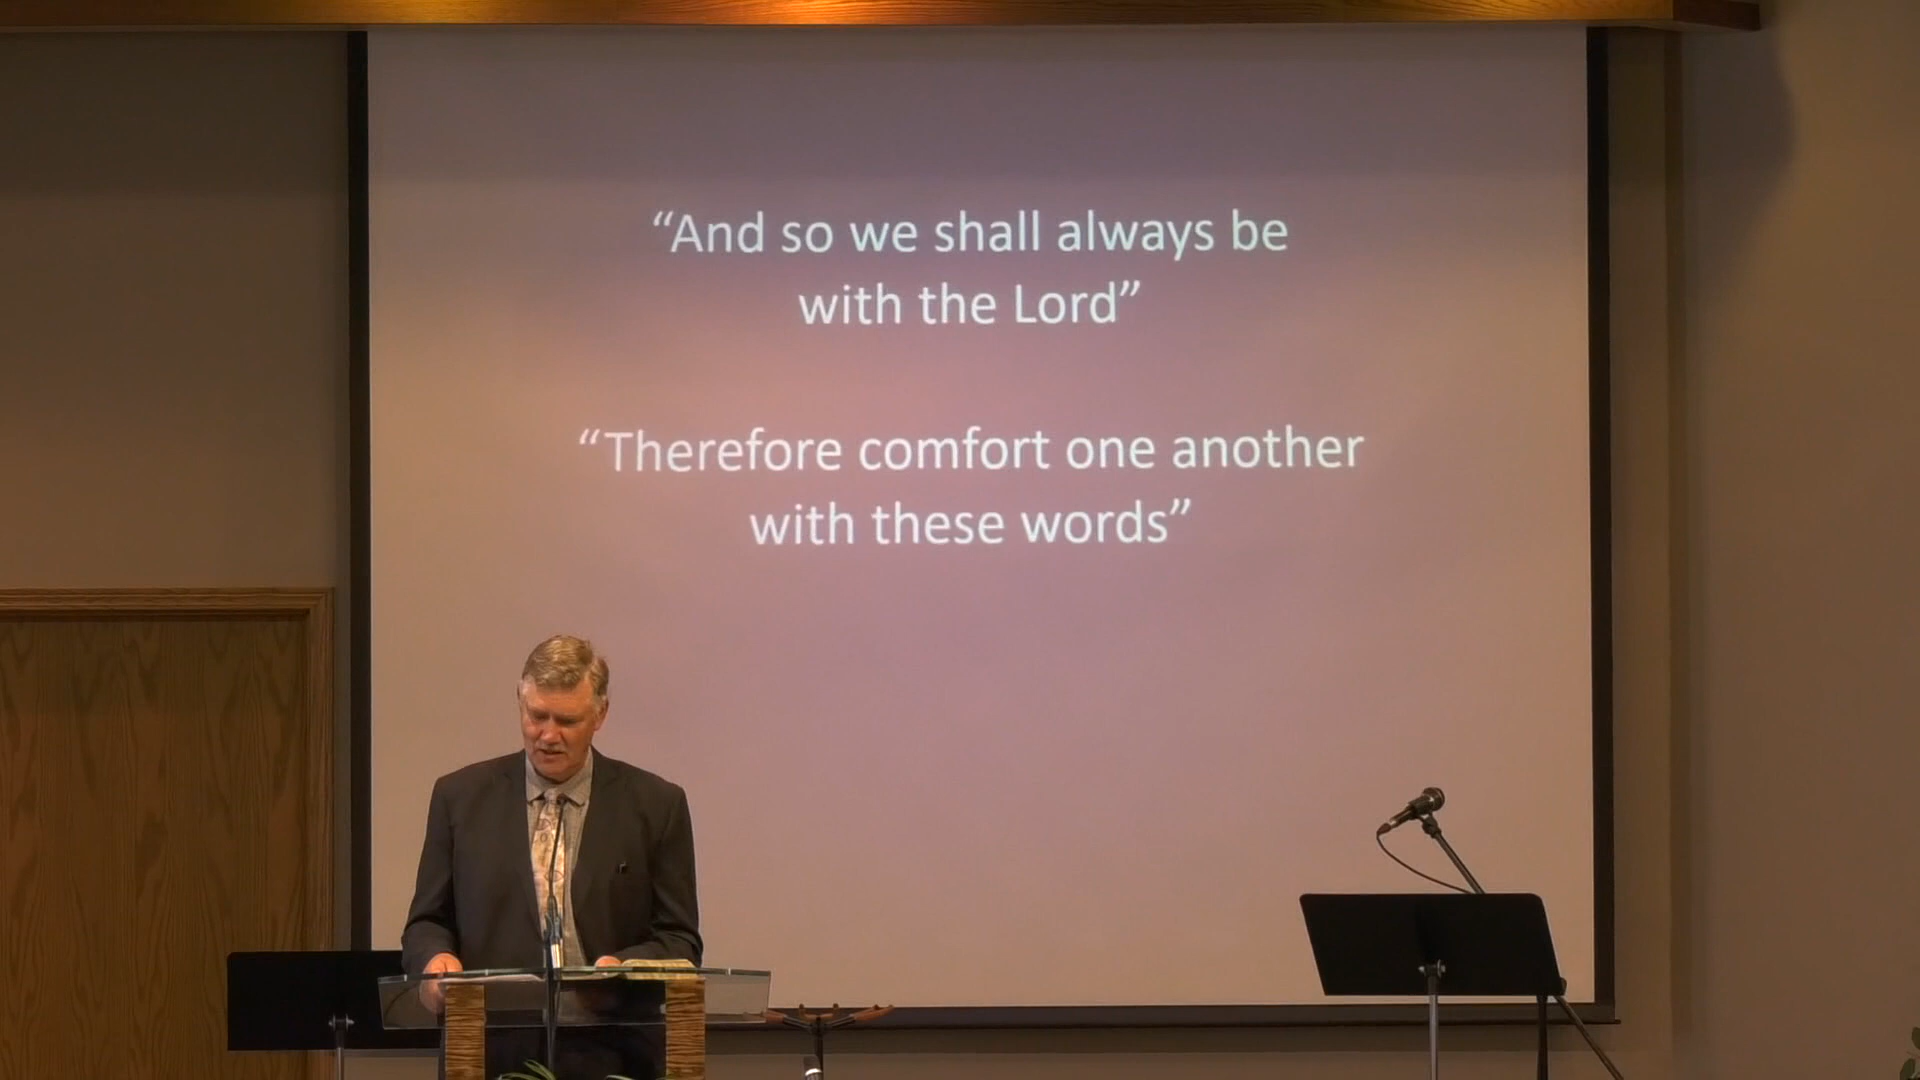 “And so we shall always be
with the Lord”
“Therefore comfort one another
with these words”